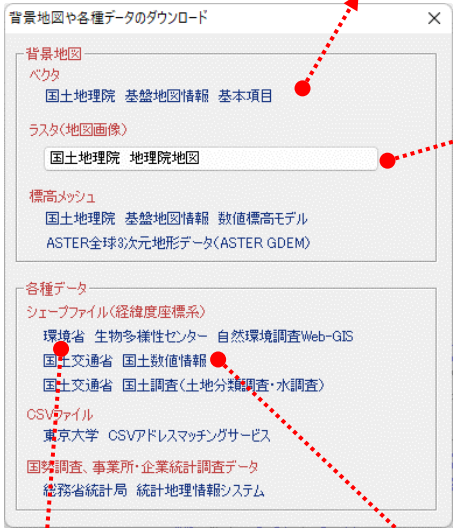 背景地図や各種データのダウンロード
背景地図
ベクタ
国土地理院 基盤地図情報 基本項目
ラスタ(地図画像)
国土地理院 地理院地図
標高メッシュ
国土地理院 基盤地図情報 数値標高モデル
ASTER全球3次元地形データ(ASTER GDEM)
各種データ
シェープファイル(経緯度座標系)
環境省 生物多様性センター 自然環境調査Web-GIS
国土交通省 国土数値情報
国土交通省 国土調査(土地分類調査・水調査)
CSVファイル
東京大学 CSVアドレスマッチングサービス
国勢調査、事業所・企業統計調査データ
総務省統計局 統計地理情報システム